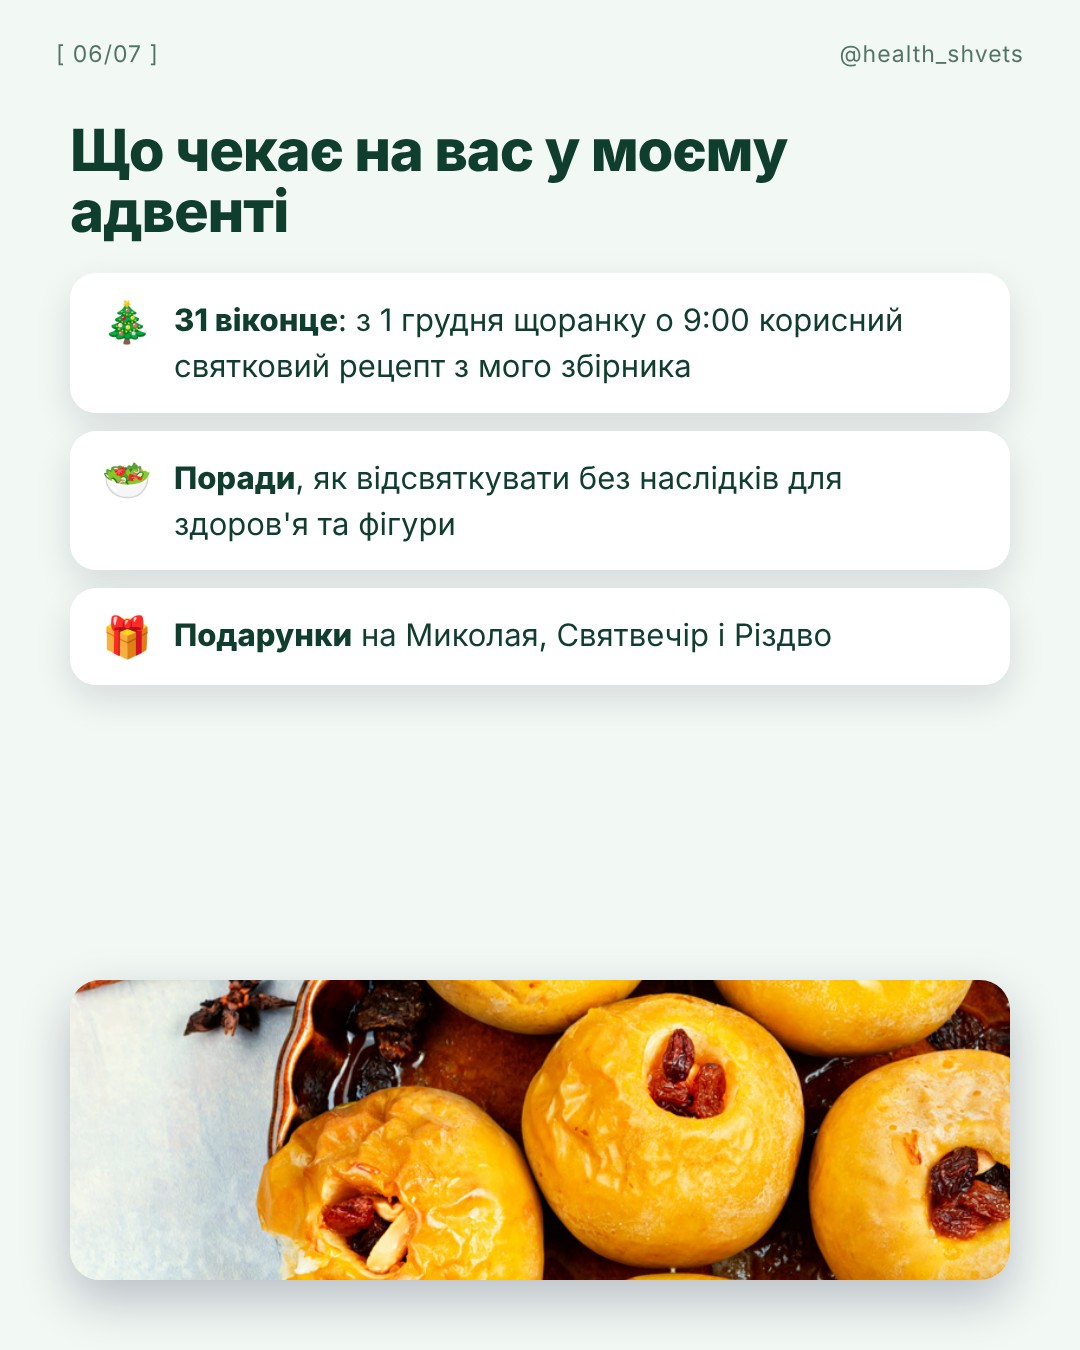 [ 06/07 ]
@health_shvets
Що чекає на вас у моєму
адвенті
🎄 31 віконце: з 1 грудня щоранку о 9:00 корисний
святковий рецепт з мого збірника
🥗 Поради, як відсвяткувати без наслідків для
здоров'я та фігури
🎁 Подарунки на Миколая, Святвечір і Різдво